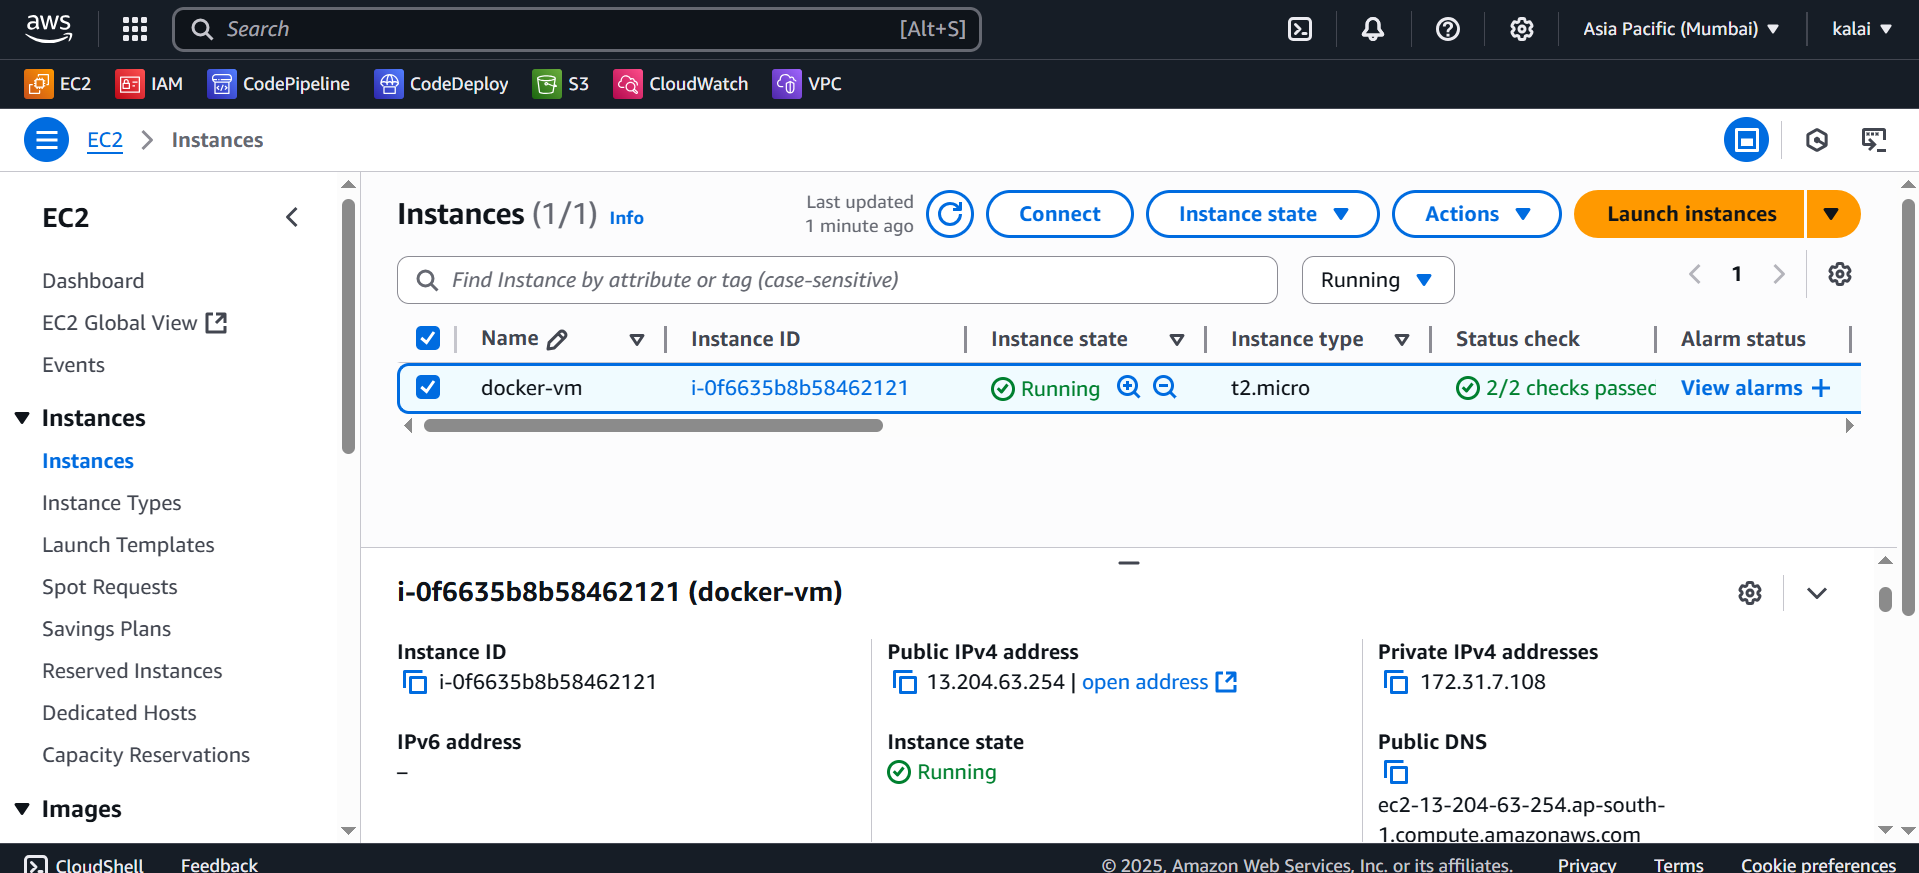 aws
Search [Alt+S]
Asia Pacific (Mumbai)
kalai
EC2
IAM
CodePipeline
CodeDeploy
S3
CloudWatch
VPC
EC2 Instances
EC2
Dashboard
EC2 Global View
Events
Instances
Instances
Instance Types
Launch Templates
Spot Requests
Savings Plans
Reserved Instances
Dedicated Hosts
Capacity Reservations
Images
Instances (1/1) Info
Last updated
1 minute ago
Connect
Instance state
Actions
Launch instances
Find Instance by attribute or tag (case-sensitive)
Running
1
Name Instance ID Instance state Instance type Status check Alarm status
docker-vm i-0f6635b8b58462121 Running t2.micro 2/2 checks passed View alarms +
i-0f6635b8b58462121 (docker-vm)
Instance ID
i-0f6635b8b58462121
Public IPv4 address
13.204.63.254 | open address
Private IPv4 addresses
172.31.7.108
IPv6 address
–
Instance state
Running
Public DNS
ec2-13-204-63-254.ap-south-
1.compute.amazonaws.com
CloudShell
Feedback
© 2025, Amazon Web Services, Inc. or its affiliates.
Privacy
Terms
Cookie preferences